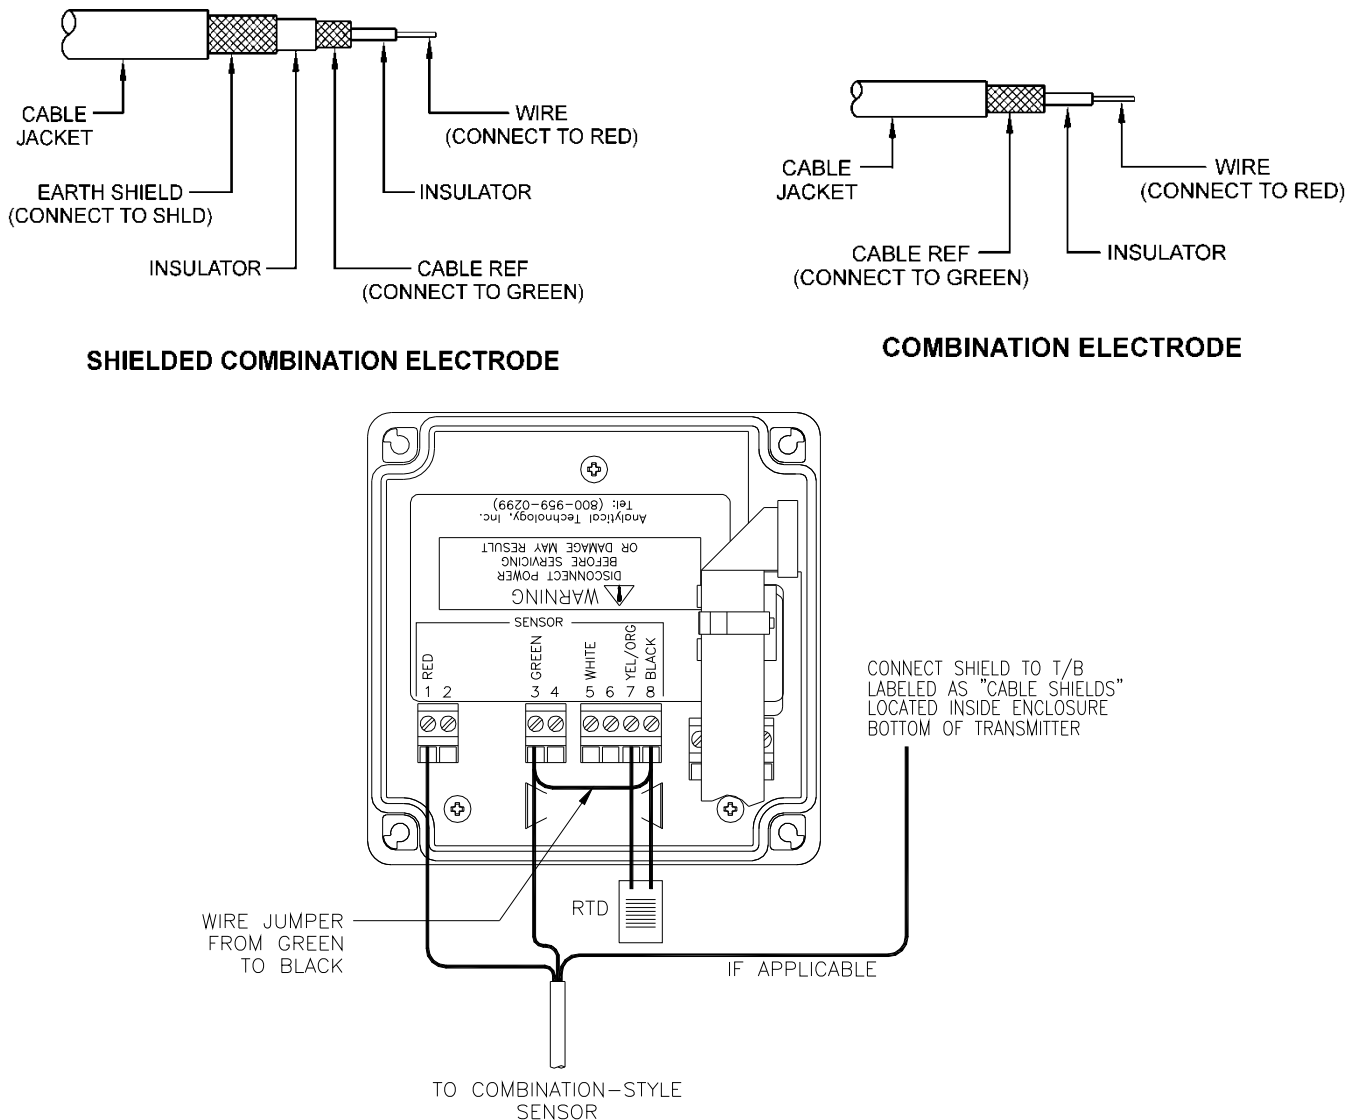 CABLE
JACKET
WIRE
(CONNECT TO RED)
EARTH SHIELD
(CONNECT TO SHLD)
INSULATOR
INSULATOR
CABLE REF
(CONNECT TO GREEN)
SHIELDED COMBINATION ELECTRODE
CABLE
JACKET
WIRE
(CONNECT TO RED)
CABLE REF
(CONNECT TO GREEN)
INSULATOR
COMBINATION ELECTRODE
Analytical Technology, Inc.
Tel: (800-959-0299)
WARNING
DISCONNECT POWER
BEFORE SERVICING
OR DAMAGE MAY RESULT
SENSOR
RED
GREEN
WHITE
YEL/ORG
BLACK
1 2 3 4 5 6 7 8
CONNECT SHIELD TO T/B
LABELED AS "CABLE SHIELDS"
LOCATED INSIDE ENCLOSURE
BOTTOM OF TRANSMITTER
RTD
WIRE JUMPER
FROM GREEN
TO BLACK
IF APPLICABLE
TO COMBINATION-STYLE
SENSOR